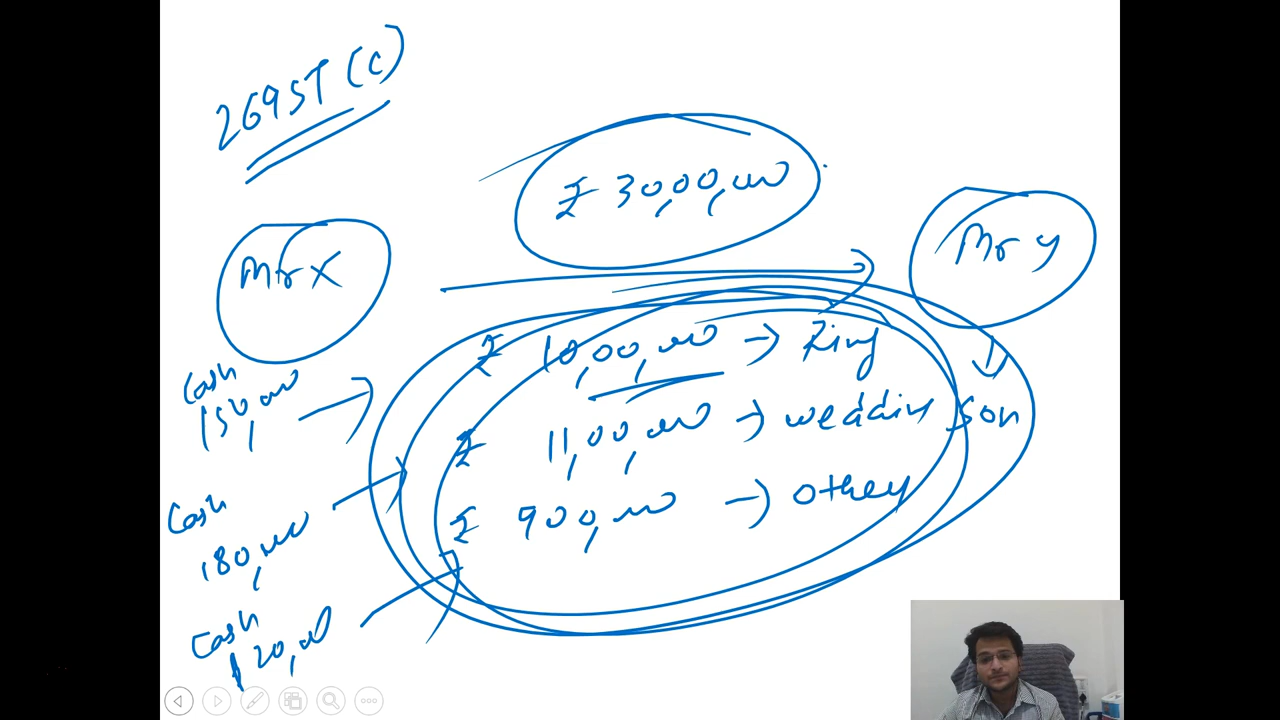 269ST (c)
₹ 30,00,000
Mr X
Mr y
₹ 10,00,000 → Ring
Cash
150,000
₹ 11,00,000 → wedding
son
₹ 900,000 → other
Cash
180,000
Cash
120,000